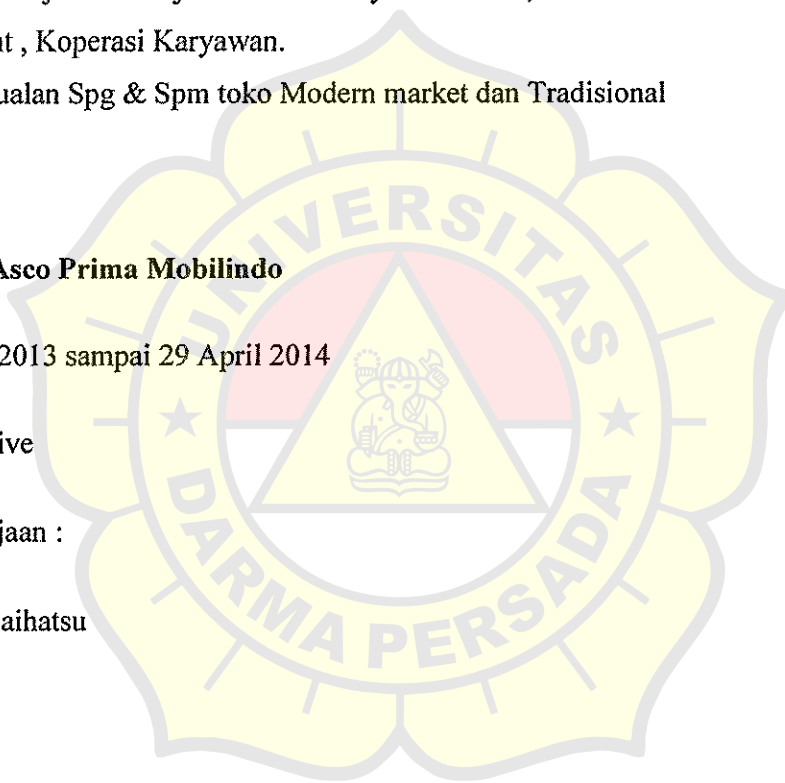 t , Koperasi Karyawan.
ualan Spg & Spm toko Modern market dan Tradisional
UNIVERSITAS
Asco Prima Mobilindo
2013 sampai 29 April 2014
ive
jaan :
aihatsu
DARMA PERSADA